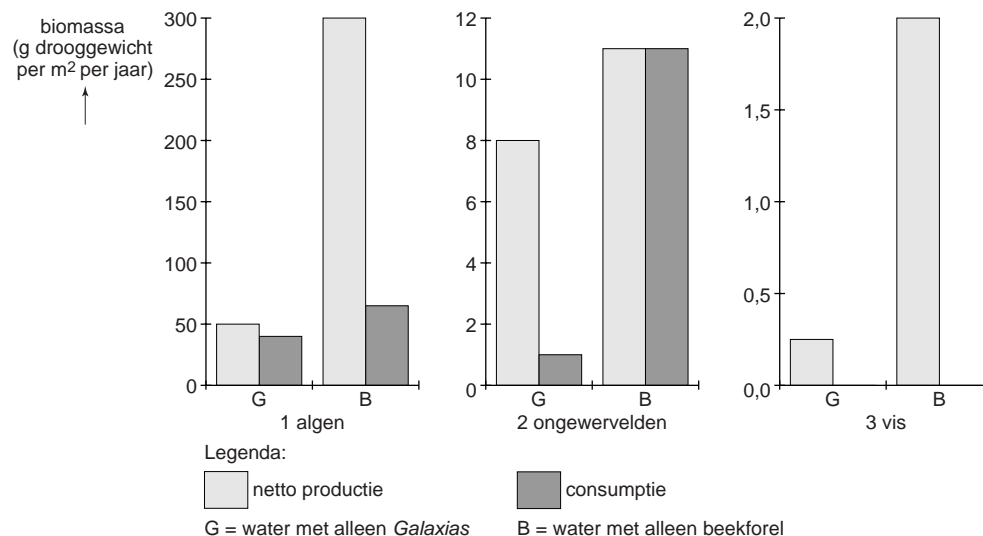 biomassa
(g drooggewicht
per m² per jaar)
300
250
200
150
100
50
0
G B
1 algen
12
10
8
6
4
2
0
G B
2 ongewervelden
2,0
1,5
1,0
0,5
0,0
G B
3 vis
Legenda:
netto productie consumptie
G = water met alleen Galaxias B = water met alleen beekforel